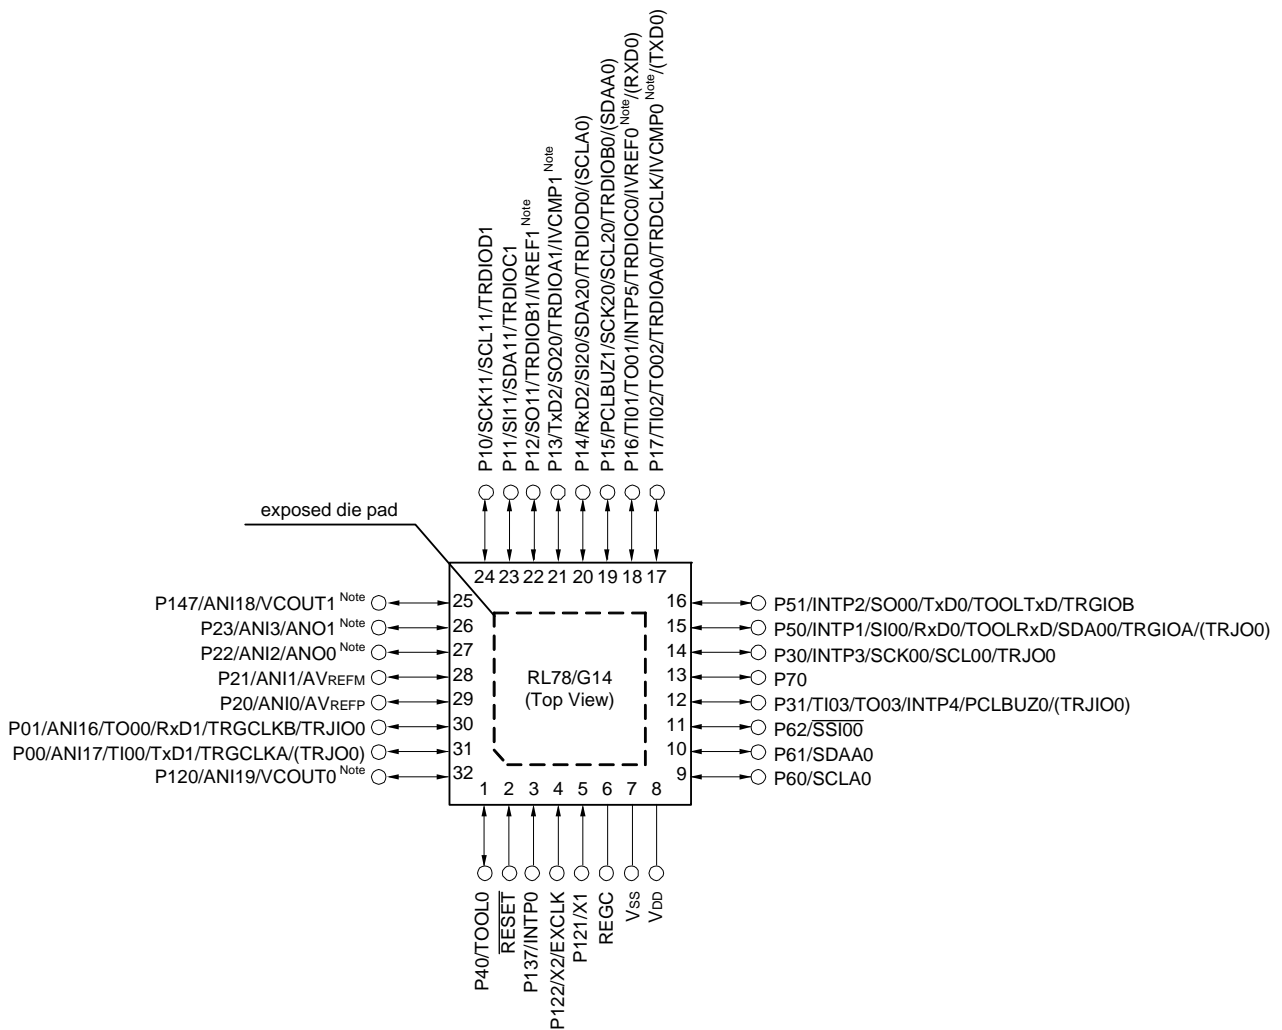 P10/SCK11/SCL11/TRDIOD1
P11/SI11/SDA11/TRDIOC1
P12/SO11/TRDIOB1/IVREF1 Note
P13/TxD2/SO20/TRDIOA1/IVCMP1 Note
P14/RxD2/SI20/SDA20/TRDIOD0/(SCLA0)
P15/PCLBUZ1/SCK20/SCL20/TRDIOB0/(SDAA0)
P16/TI01/TO01/INTP5/TRDIOC0/IVREF0 Note/(RXD0)
P17/TI02/TO02/TRDIOA0/TRDCLK/IVCMP0 Note/(TXD0)
exposed die pad
24 23 22 21 20 19 18 17
P147/ANI18/VCOUT1 Note 25
P23/ANI3/ANO1 Note 26
P22/ANI2/ANO0 Note 27
P21/ANI1/AVREFM 28
P20/ANI0/AVREFP 29
P01/ANI16/TO00/RxD1/TRGCLKB/TRJIO0 30
P00/ANI17/TI00/TxD1/TRGCLKA/(TRJO0) 31
P120/ANI19/VCOUT0 Note 32
RL78/G14
(Top View)
16 P51/INTP2/SO00/TxD0/TOOLTxD/TRGIOB
15 P50/INTP1/SI00/RxD0/TOOLRxD/SDA00/TRGIOA/(TRJO0)
14 P30/INTP3/SCK00/SCL00/TRJO0
13 P70
12 P31/TI03/TO03/INTP4/PCLBUZ0/(TRJIO0)
11 P62/SSI00
10 P61/SDAA0
9 P60/SCLA0
1 2 3 4 5 6 7 8
P40/TOOL0
RESET
P137/INTP0
P122/X2/EXCLK
P121/X1
REGC
VSS
VDD